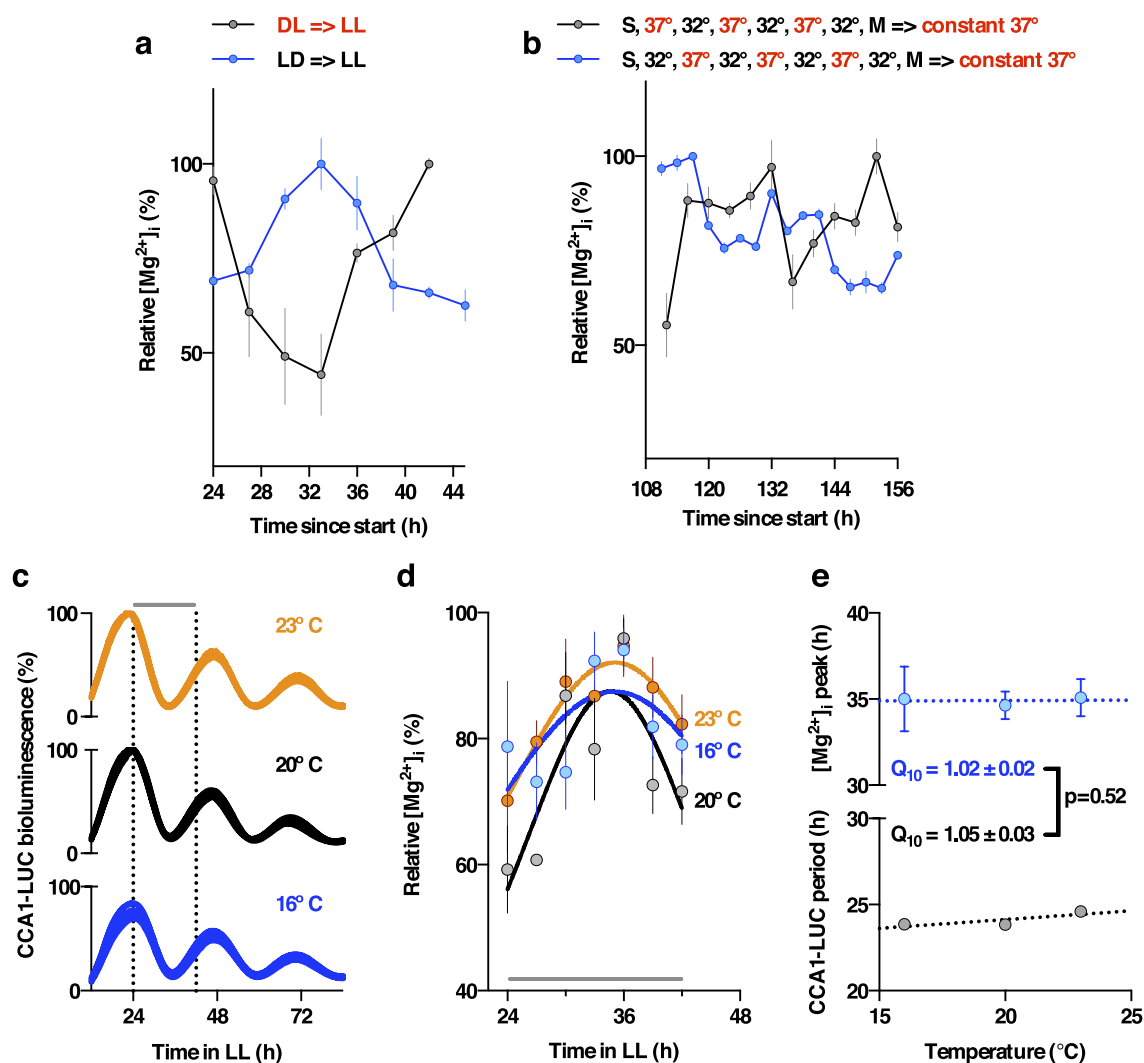 a
DL => LL
LD => LL
100
50
Relative [Mg2+]i (%)
24 28 32 36 40 44
Time since start (h)
b
S, 37°, 32°, 37°, 32°, 37°, 32°, M => constant 37°
S, 32°, 37°, 32°, 37°, 32°, 37°, 32°, M => constant 37°
100
50
Relative [Mg2+]i (%)
108 120 132 144 156
Time since start (h)
c
100
0
23° C
100
0
20° C
100
0
16° C
CCA1-LUC bioluminescence (%)
24 48 72
Time in LL (h)
d
100
80
60
40
Relative [Mg2+]i (%)
23° C
16° C
20° C
24 36 48
Time in LL (h)
e
40
35
30
[Mg2+]i peak (h)
Q10 = 1.02 ± 0.02
p=0.52
Q10 = 1.05 ± 0.03
30
25
20
CCA1-LUC period (h)
15 20 25
Temperature (°C)